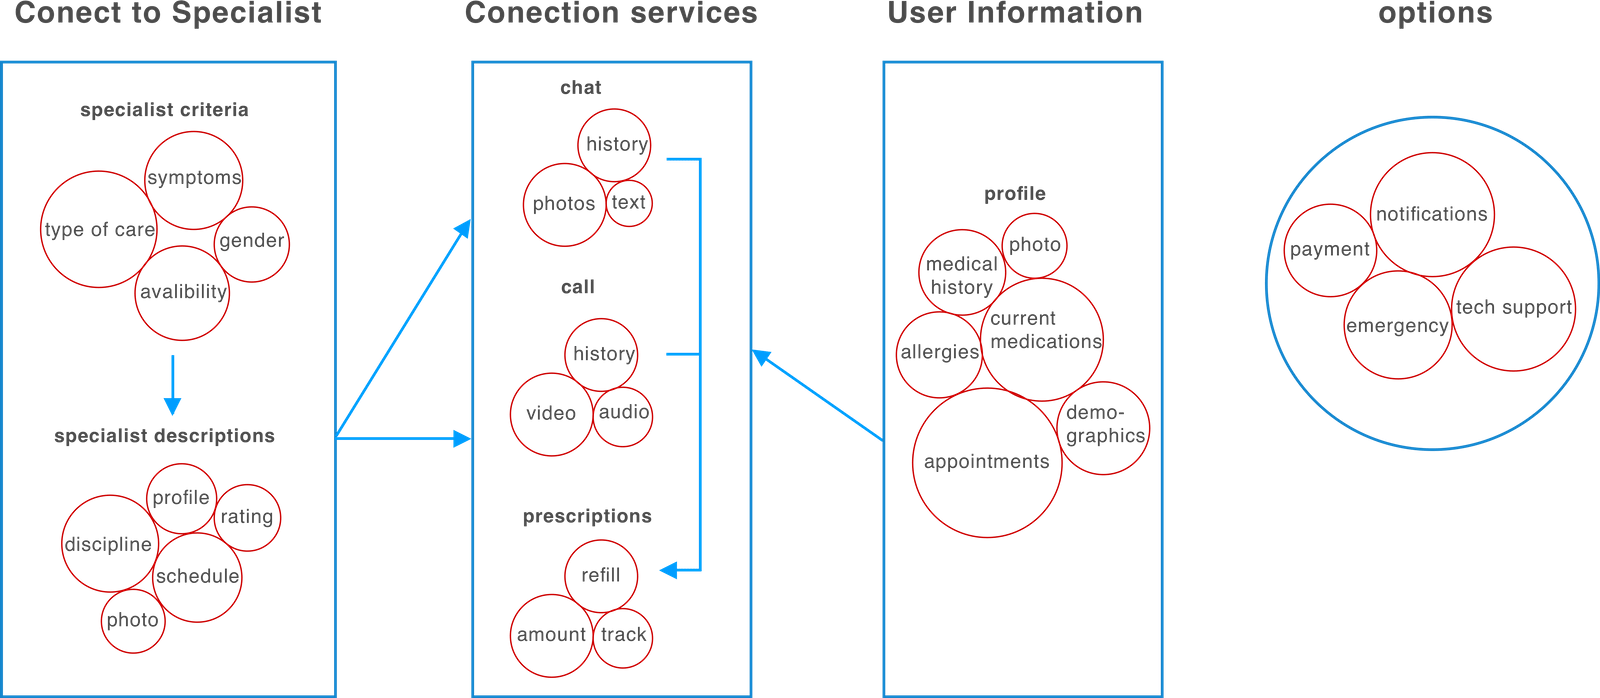 Conect to Specialist
specialist criteria
symptoms
type of care
gender
avalibility
specialist descriptions
profile
rating
discipline
schedule
photo
Conection services
chat
history
photos
text
call
history
video
audio
prescriptions
refill
amount
track
User Information
profile
photo
medical
history
current
medications
allergies
demo-
graphics
appointments
options
notifications
payment
tech support
emergency